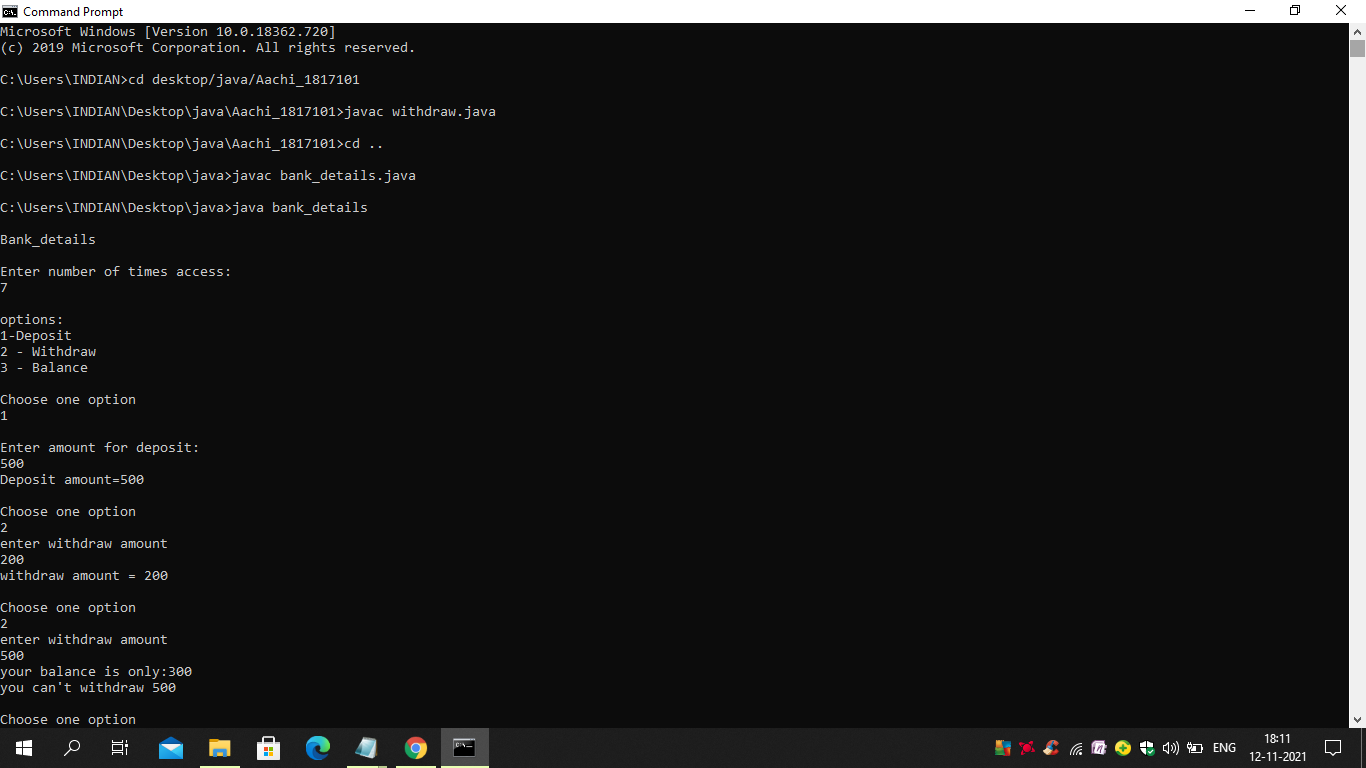 Command Prompt
Microsoft Windows [Version 10.0.18362.720]
(c) 2019 Microsoft Corporation. All rights reserved.
C:\Users\INDIAN>cd desktop/java/Aachi_1817101
C:\Users\INDIAN\Desktop\java\Aachi_1817101>javac withdraw.java
C:\Users\INDIAN\Desktop\java\Aachi_1817101>cd ..
C:\Users\INDIAN\Desktop\java>javac bank_details.java
C:\Users\INDIAN\Desktop\java>java bank_details
Bank_details
Enter number of times access:
7
options:
1-Deposit
2 - Withdraw
3 - Balance
Choose one option
1
Enter amount for deposit:
500
Deposit amount=500
Choose one option
2
enter withdraw amount
200
withdraw amount = 200
Choose one option
2
enter withdraw amount
500
your balance is only:300
you can't withdraw 500
Choose one option
ENG
18:11
12-11-2021